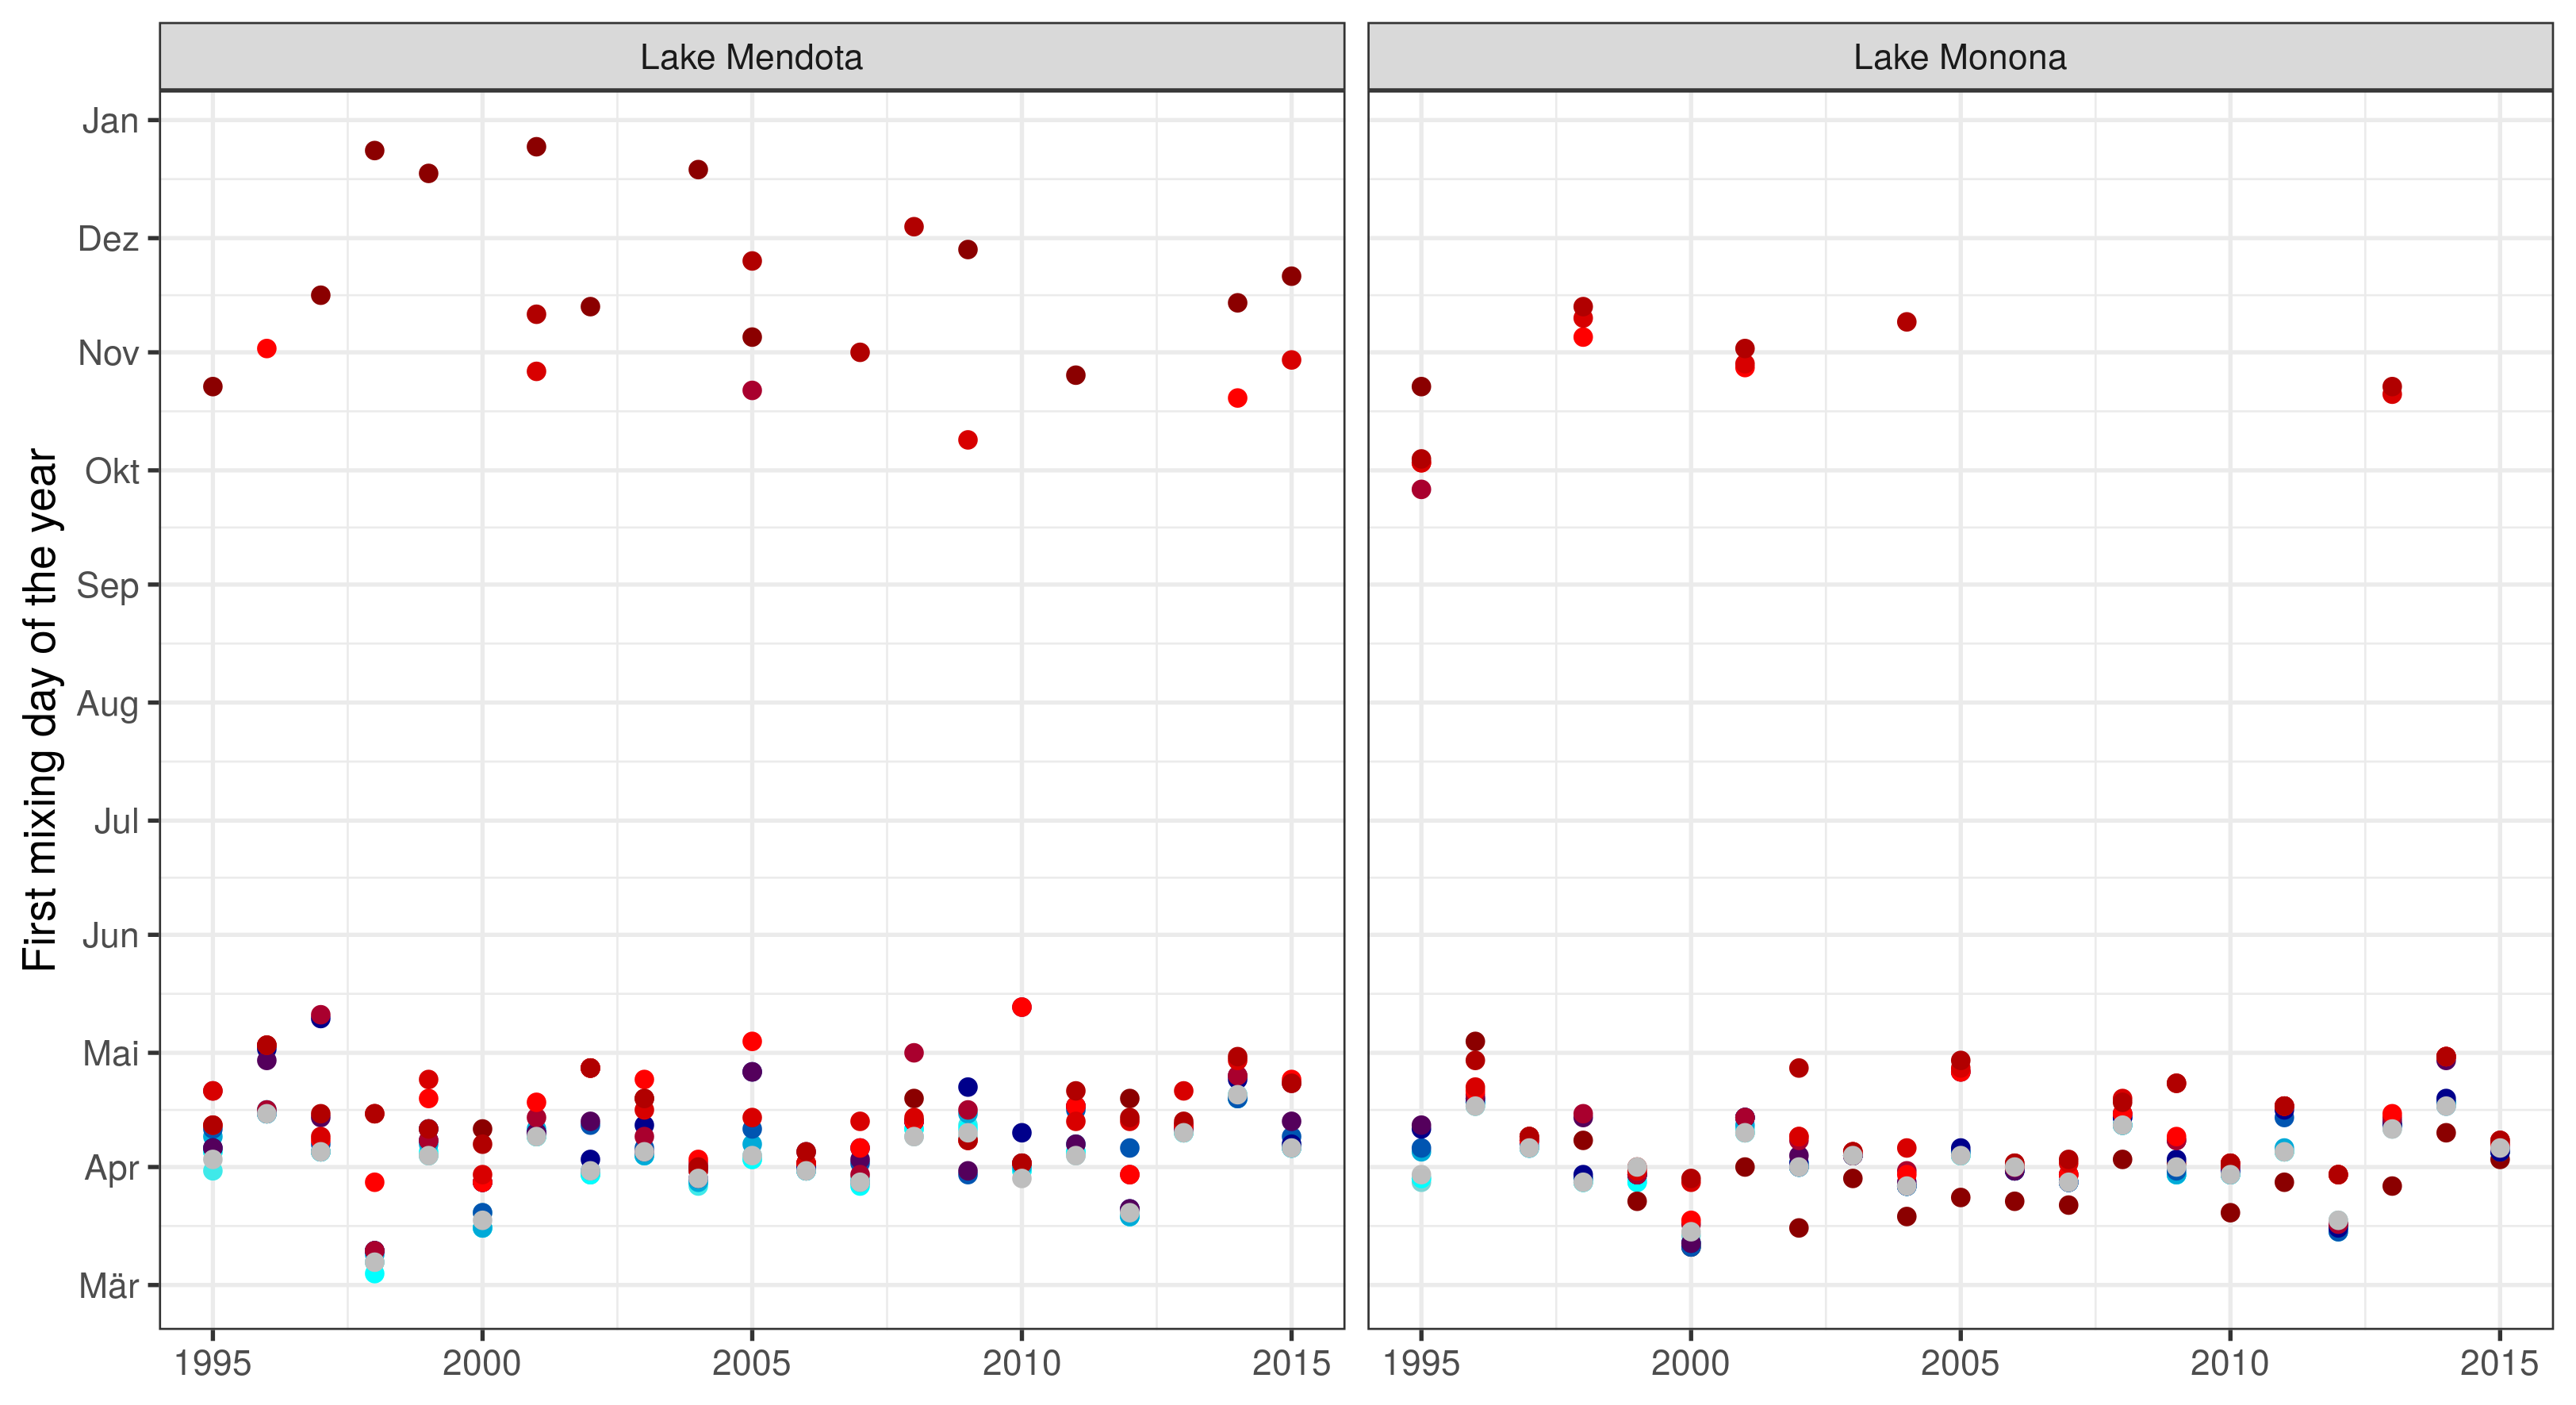 Lake Mendota
Lake Monona
First mixing day of the year
Jan
Dez
Nov
Okt
Sep
Aug
Jul
Jun
Mai
Apr
Mär
1995 2000 2005 2010 2015
1995 2000 2005 2010 2015